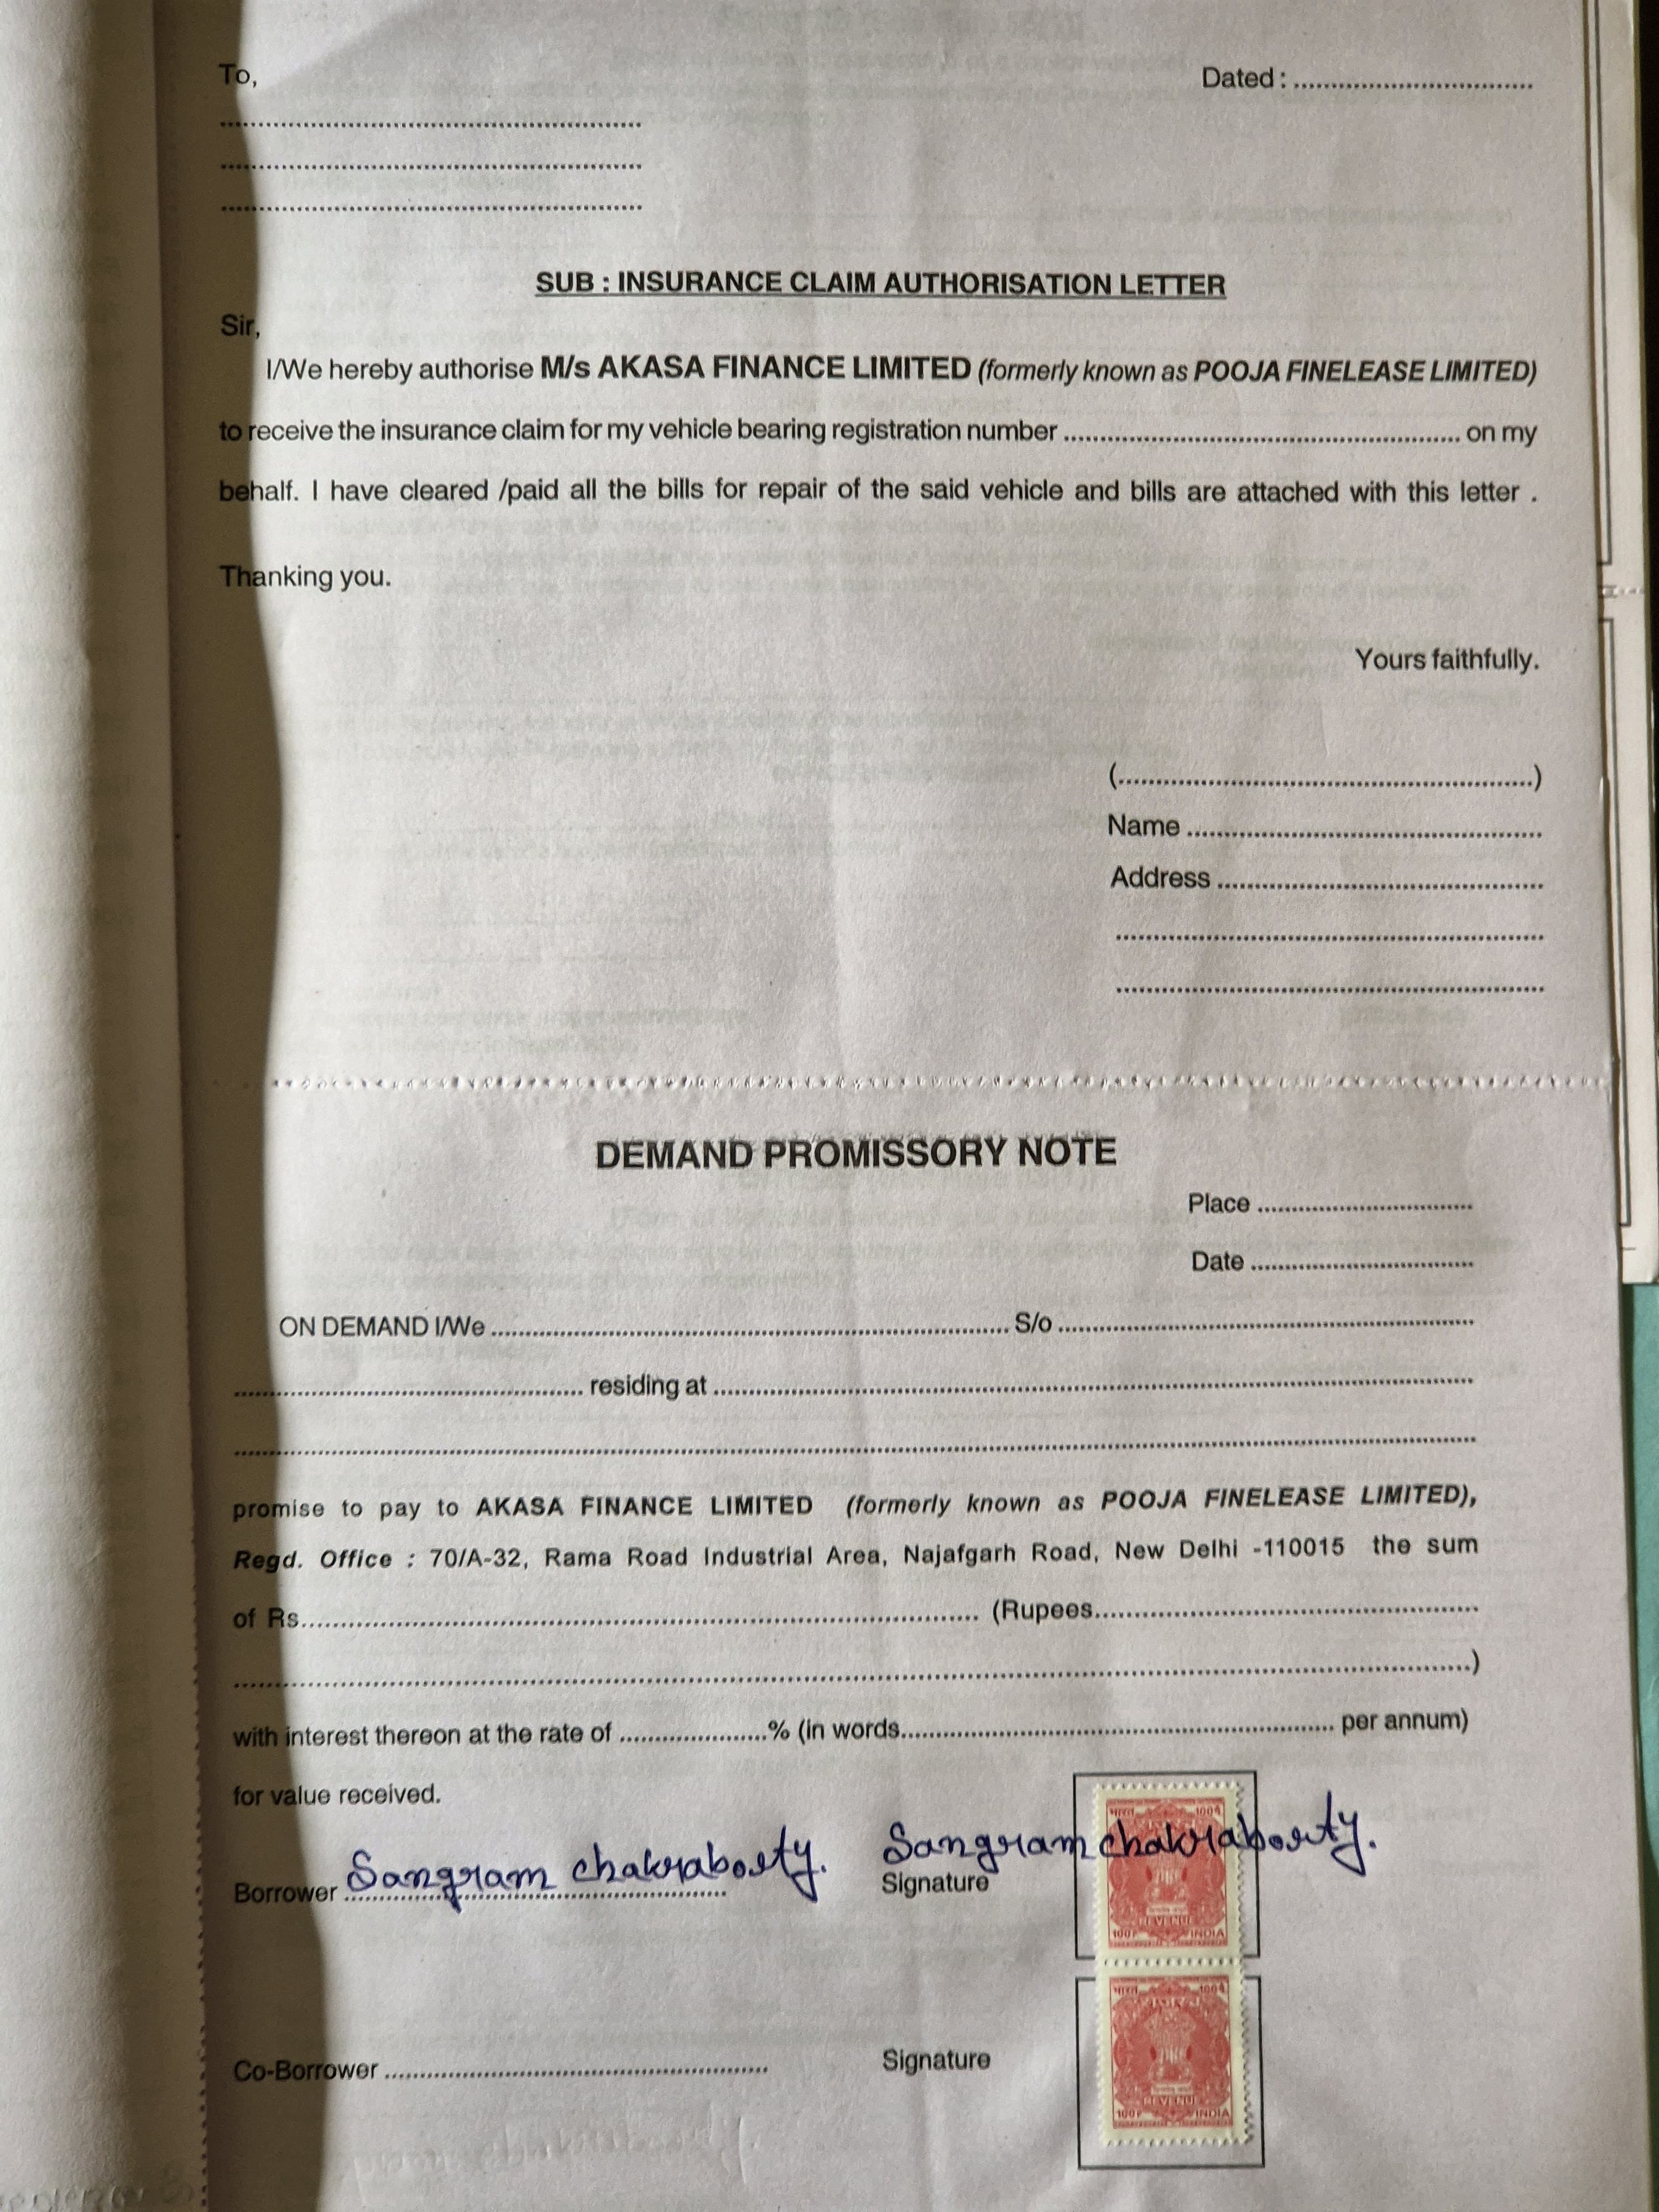 To,
Dated : ................................
................................................
................................................
................................................
SUB : INSURANCE CLAIM AUTHORISATION LETTER
Sir,
I/We hereby authorise M/s AKASA FINANCE LIMITED (formerly known as POOJA FINELEASE LIMITED)
to receive the insurance claim for my vehicle bearing registration number ................................................ on my
behalf. I have cleared /paid all the bills for repair of the said vehicle and bills are attached with this letter .
Thanking you.
Yours faithfully.
(................................................)
Name ................................................
Address ................................................
................................................
................................................
DEMAND PROMISSORY NOTE
Place ................................
Date ................................
ON DEMAND I/We ................................................ S/o ................................................
................................................ residing at ................................................
................................................
promise to pay to AKASA FINANCE LIMITED (formerly known as POOJA FINELEASE LIMITED),
Regd. Office : 70/A-32, Rama Road Industrial Area, Najafgarh Road, New Delhi -110015 the sum
of Rs................................................ (Rupees................................................
................................................)
with interest thereon at the rate of .....................% (in words................................................ per annum)
for value received.
Borrower Sangram chakraborty.
Signature Sangram chakraborty.
भारत 100
REVENUE
100P INDIA
Co-Borrower ................................................
Signature
भारत 100
REVENUE
100P INDIA